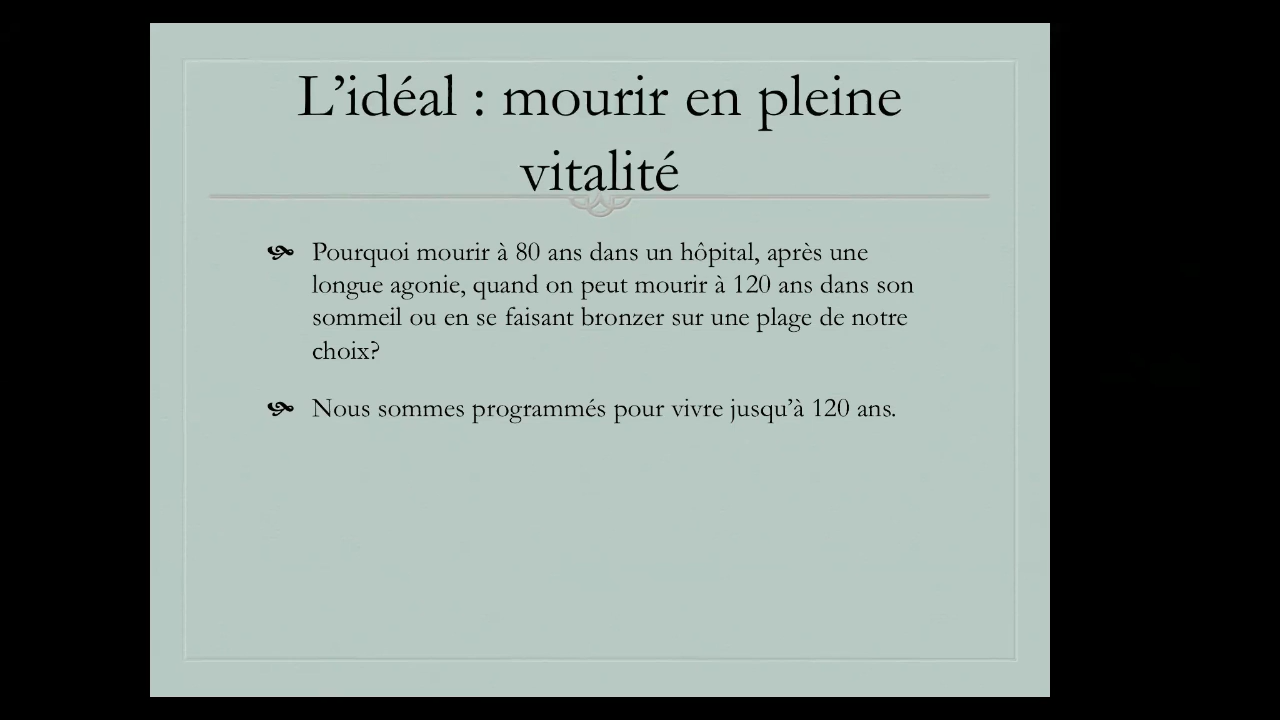 L’idéal : mourir en pleine
vitalité
Pourquoi mourir à 80 ans dans un hôpital, après une
longue agonie, quand on peut mourir à 120 ans dans son
sommeil ou en se faisant bronzer sur une plage de notre
choix?
Nous sommes programmés pour vivre jusqu’à 120 ans.